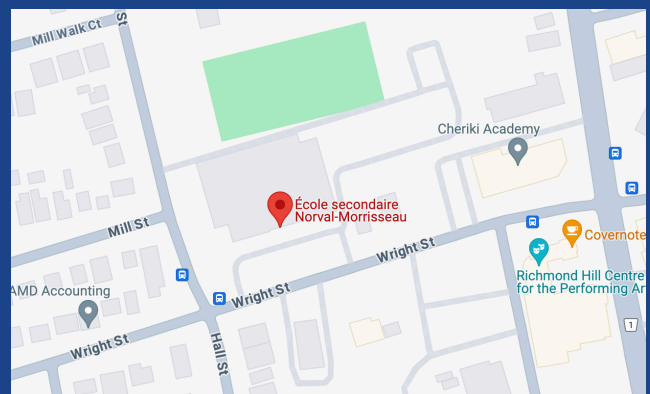 Mill Walk Ct
St
Cheriki Academy
École secondaire
Norval-Morrisseau
Mill St
Wright St
Covernote
Richmond Hill Centre
for the Performing Ar
AMD Accounting
Wright St
1
Wright St
Hall St